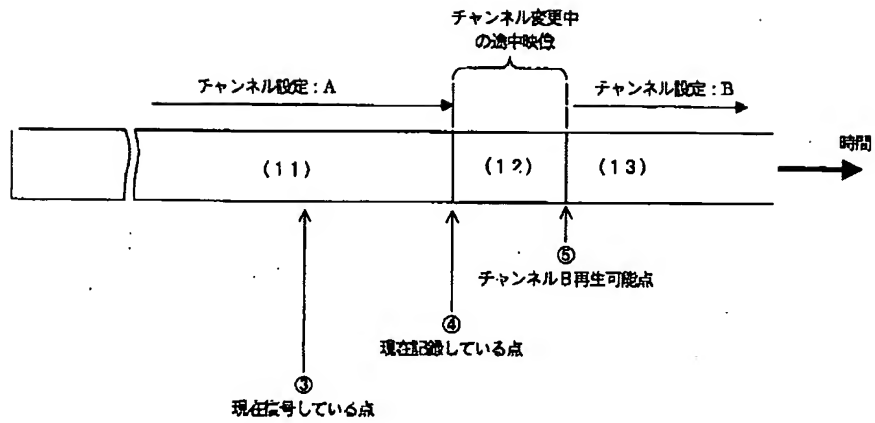 チャンネル変更中
の途中映像
チャンネル設定：A
チャンネル設定：B
時間
(11)
(12)
(13)
⑤
チャンネルB再生可能点
④
現在記録している点
③
現在信号している点